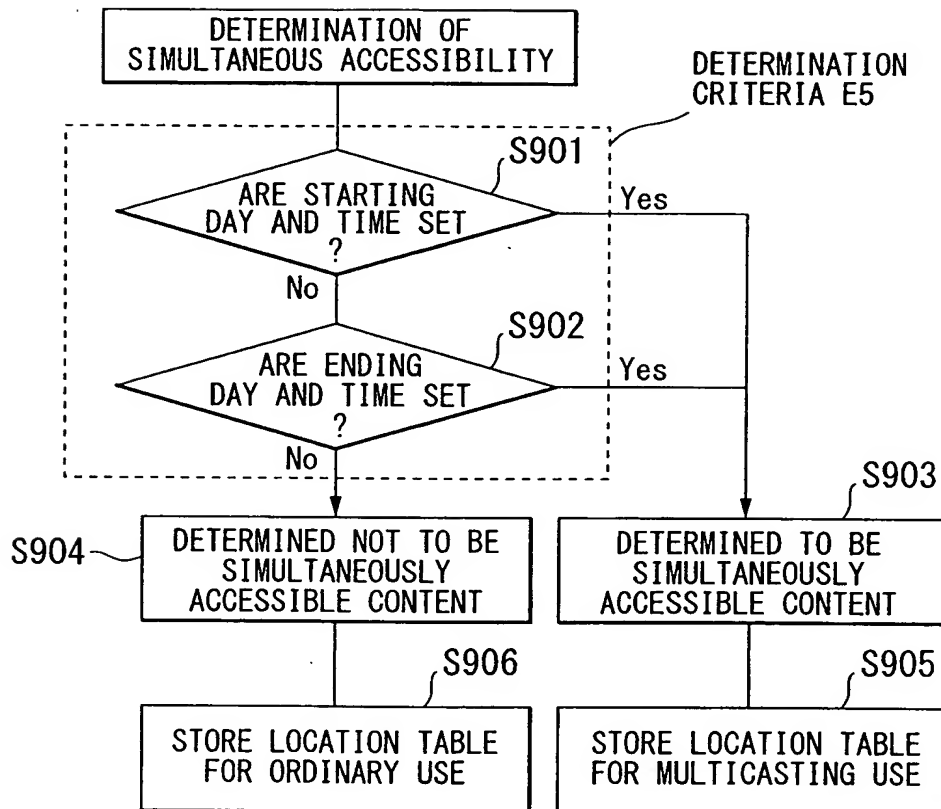 DETERMINATION OF
SIMULTANEOUS ACCESSIBILITY
DETERMINATION
CRITERIA E5
S901
ARE STARTING
DAY AND TIME SET
?
Yes
No
S902
ARE ENDING
DAY AND TIME SET
?
Yes
No
S904
DETERMINED NOT TO BE
SIMULTANEOUSLY
ACCESSIBLE CONTENT
S903
DETERMINED TO BE
SIMULTANEOUSLY
ACCESSIBLE CONTENT
S906
STORE LOCATION TABLE
FOR ORDINARY USE
S905
STORE LOCATION TABLE
FOR MULTICASTING USE